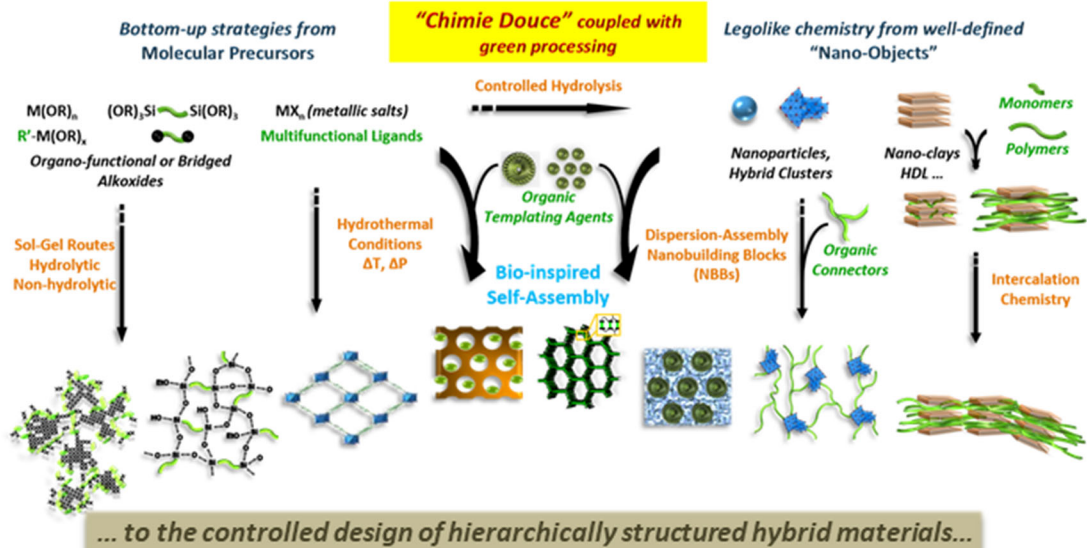 Bottom-up strategies from
Molecular Precursors
“Chimie Douce” coupled with
green processing
Legolike chemistry from well-defined
“Nano-Objects”
M(OR)n
(OR)3Si Si(OR)3
R’-M(OR)x
Organo-functional or Bridged
Alkoxides
MXn (metallic salts)
Multifunctional Ligands
Controlled Hydrolysis
Organic
Templating Agents
Nanoparticles,
Hybrid Clusters
Nano-clays
HDL ...
Monomers
Polymers
Sol-Gel Routes
Hydrolytic
Non-hydrolytic
Hydrothermal
Conditions
ΔT, ΔP
Bio-inspired
Self-Assembly
Dispersion-Assembly
Nanobuilding Blocks
(NBBs)
Organic
Connectors
Intercalation
Chemistry
... to the controlled design of hierarchically structured hybrid materials...